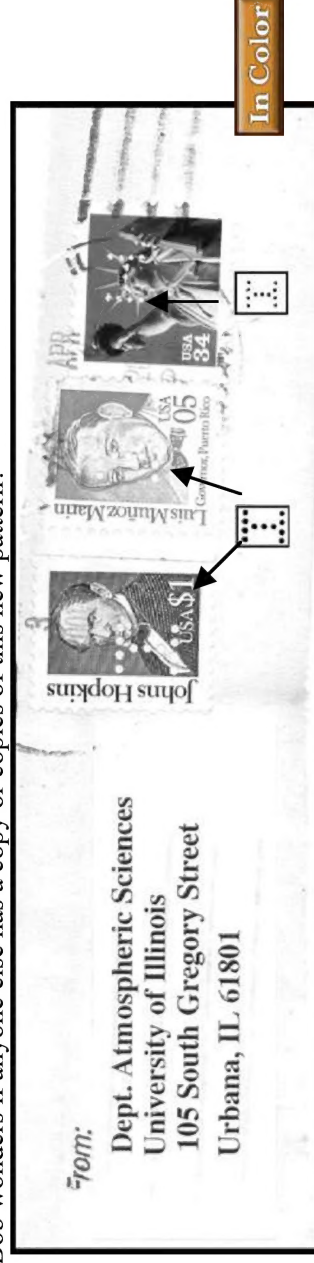 Bob wonders if anyone else has a copy or copies of this new pattern?
From:
Dept. Atmospheric Sciences
University of Illinois
105 South Gregory Street
Urbana, IL 61801
Johns Hopkins
USA $1
Luis Muñoz Marin
Governor, Puerto Rico
USA
05
USA
34
APR
In Color